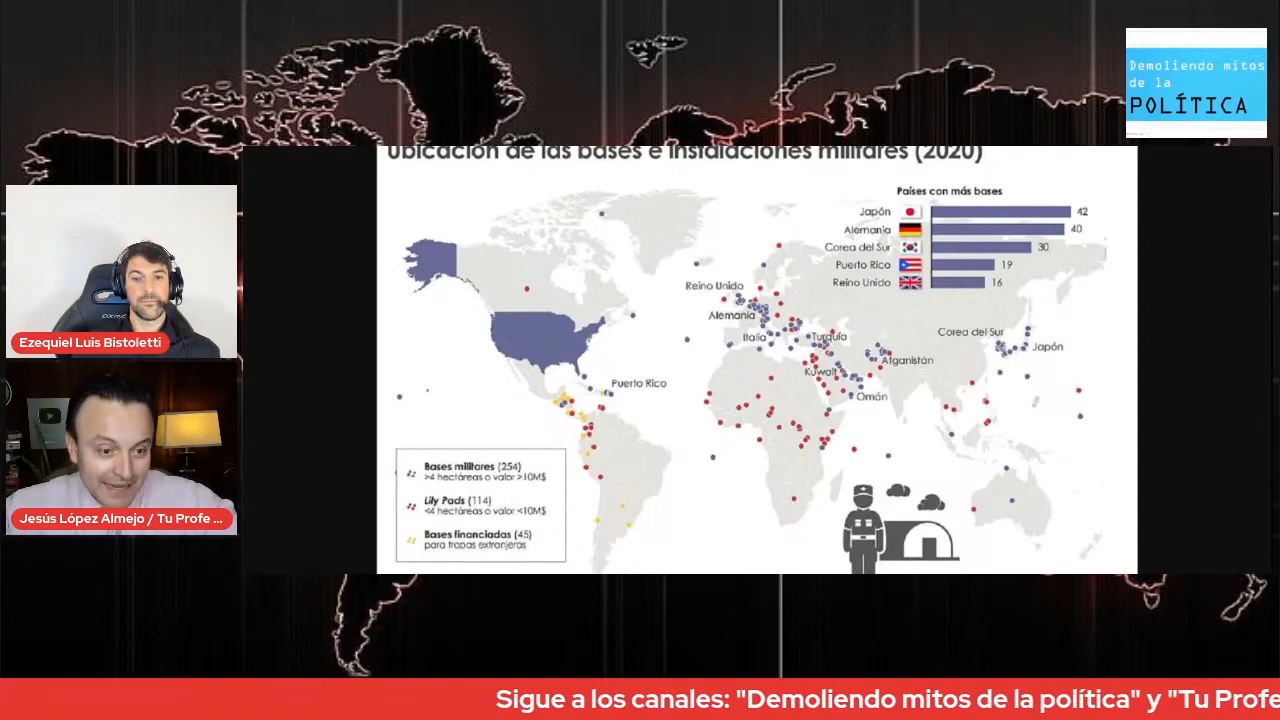 Demoliendo mitos
de la
POLÍTICA
Ubicación de las bases e instalaciones militares (2020)
Países con más bases
Japón 42
Alemania 40
Corea del Sur 30
Puerto Rico 19
Reino Unido 16
Reino Unido
Alemania
Italia
Turquía
Corea del Sur
Japón
Afganistán
Kuwait
Omán
Puerto Rico
Bases militares (254)
>4 hectáreas o valor >10M$
Lily Pads (114)
<4 hectáreas o valor <10M$
Bases financiadas (45)
para tropas extranjeras
Ezequiel Luis Bistoletti
Jesús López Almejo / Tu Profe ...
Sigue a los canales: "Demoliendo mitos de la política" y "Tu Profe